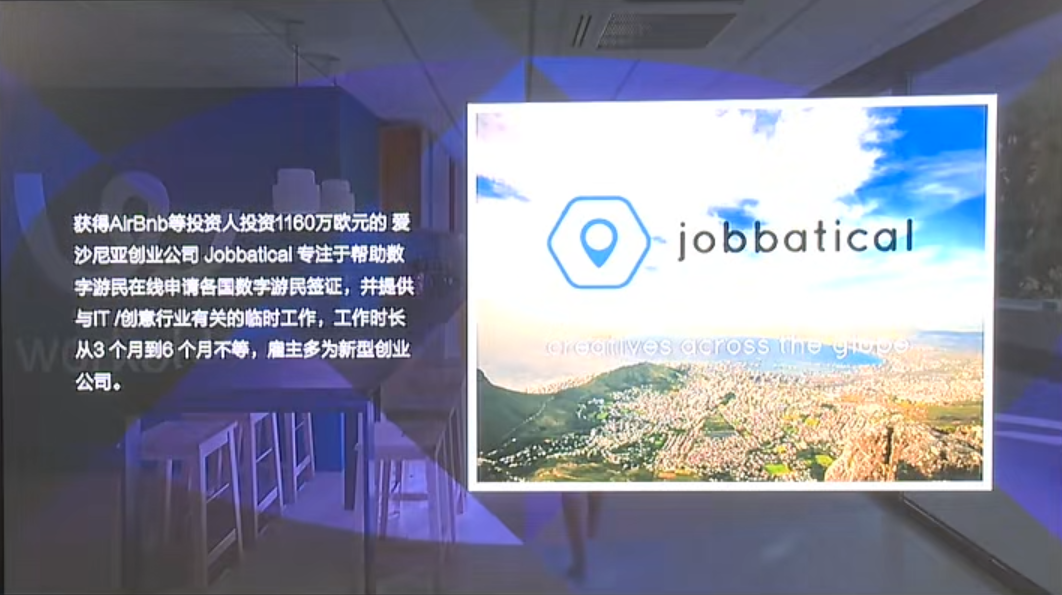 获得AirBnb等投资人投资1160万欧元的 爱
沙尼亚创业公司 Jobbatical 专注于帮助数
字游民在线申请各国数字游民签证，并提供
与IT /创意行业有关的临时工作，工作时长
从3 个月到6 个月不等，雇主多为新型创业
公司。
jobbatical
creatives across the globe